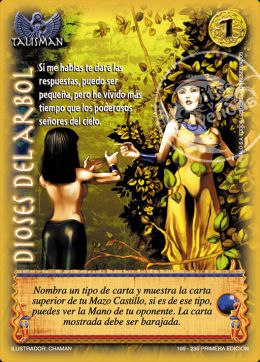 TALISMAN
1
DIOSES DEL ARBOL
Si me hablas te daré las
respuestas, puedo ser
pequeña, pero he vivido más
tiempo que los poderosos
señores del cielo.
Nombra un tipo de carta y muestra la carta
superior de tu Mazo Castillo, si es de ese tipo,
puedes ver la Mano de tu oponente. La carta
mostrada debe ser barajada.
ILUSTRADOR: CHAMAN
199 - 236 PRIMERA EDICION